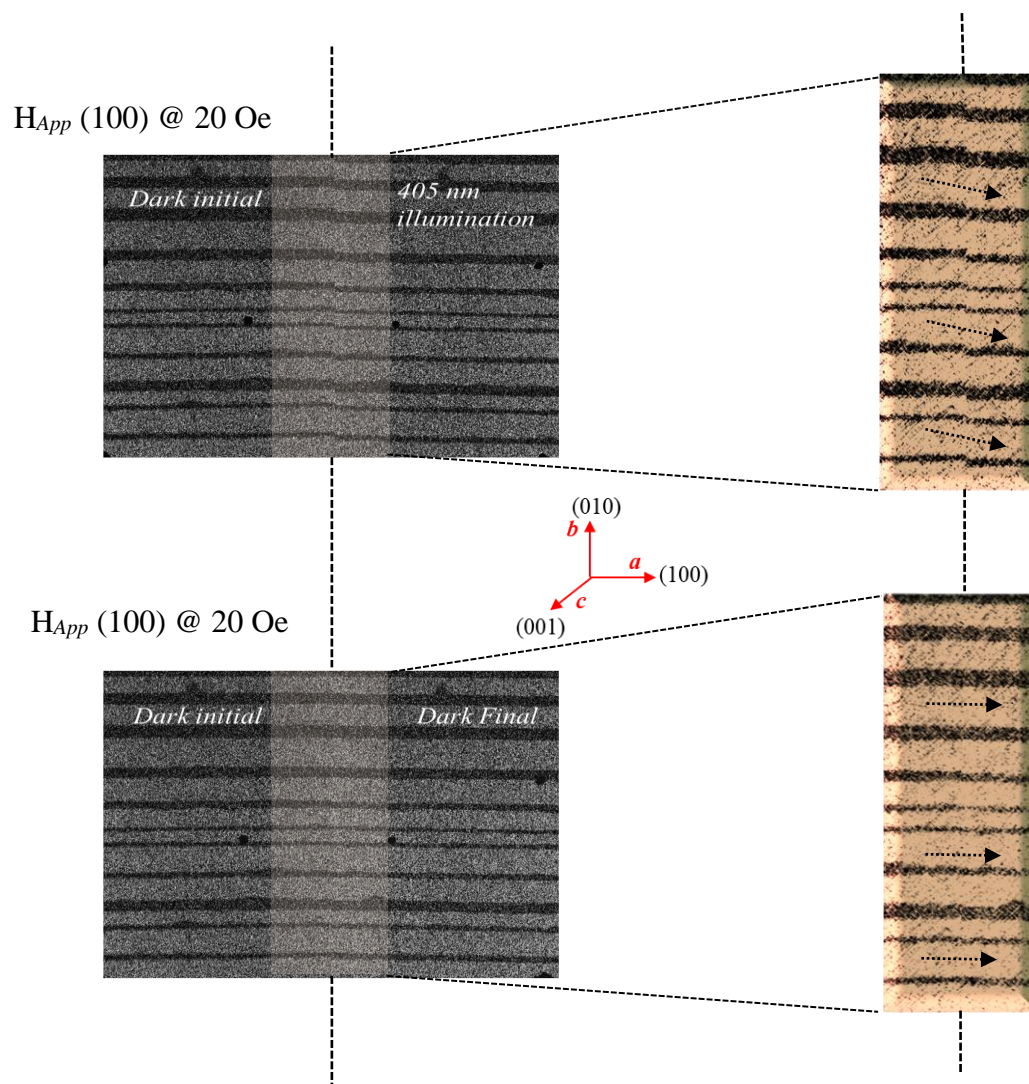 H_App (100) @ 20 Oe
Dark initial
405 nm
illumination
(010)
b
a
(100)
c
(001)
H_App (100) @ 20 Oe
Dark initial
Dark Final